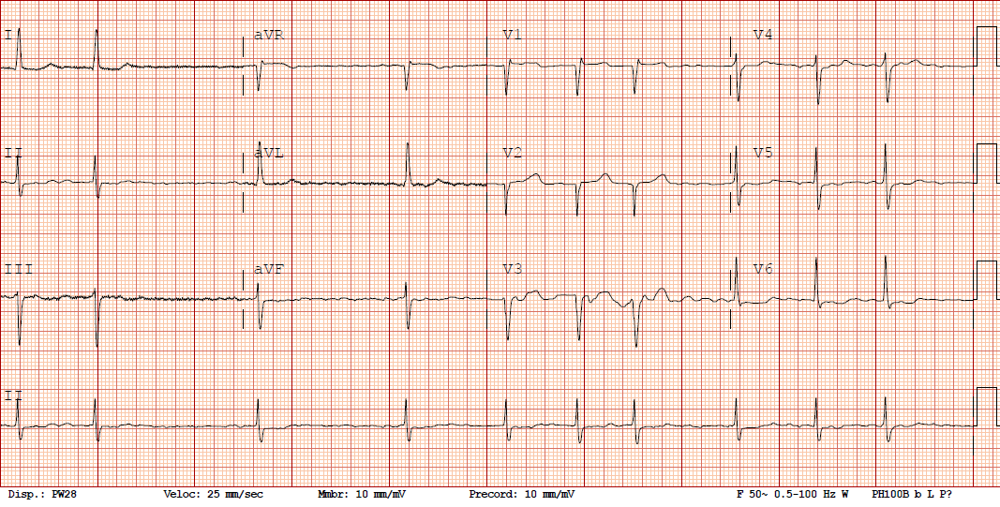 I aVR V1 V4
II aVL V2 V5
III aVF V3 V6
II
Disp.: PW28 Veloc: 25 mm/sec Mmbr: 10 mm/mV Precord: 10 mm/mV F 50~ 0.5-100 Hz W PH100B b L P?